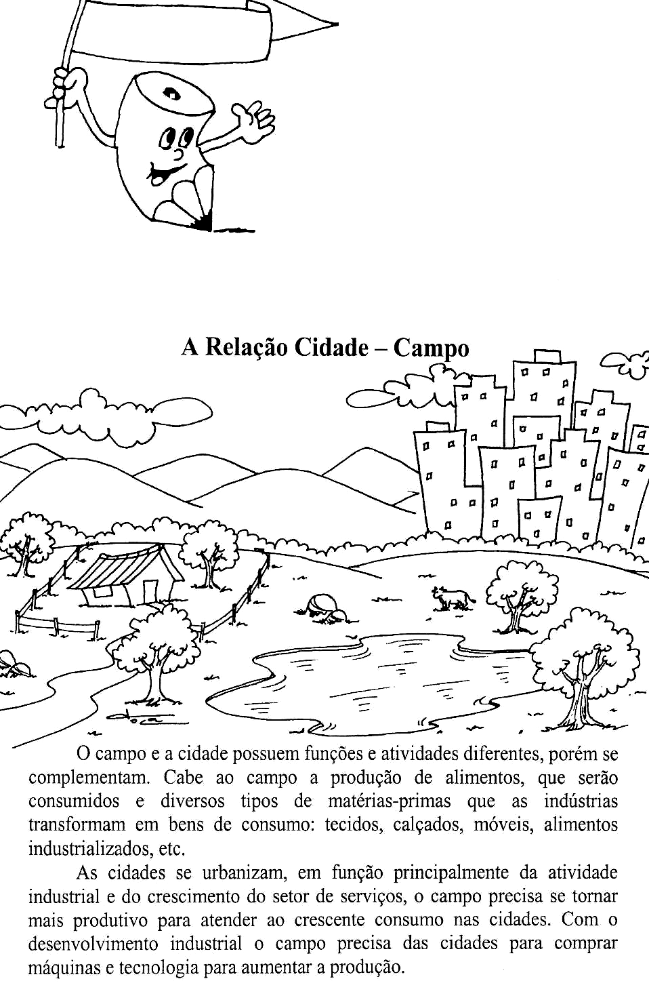 A Relação Cidade – Campo
O campo e a cidade possuem funções e atividades diferentes, porém se
complementam. Cabe ao campo a produção de alimentos, que serão
consumidos e diversos tipos de matérias-primas que as indústrias
transformam em bens de consumo: tecidos, calçados, móveis, alimentos
industrializados, etc.
As cidades se urbanizam, em função principalmente da atividade
industrial e do crescimento do setor de serviços, o campo precisa se tornar
mais produtivo para atender ao crescente consumo nas cidades. Com o
desenvolvimento industrial o campo precisa das cidades para comprar
máquinas e tecnologia para aumentar a produção.